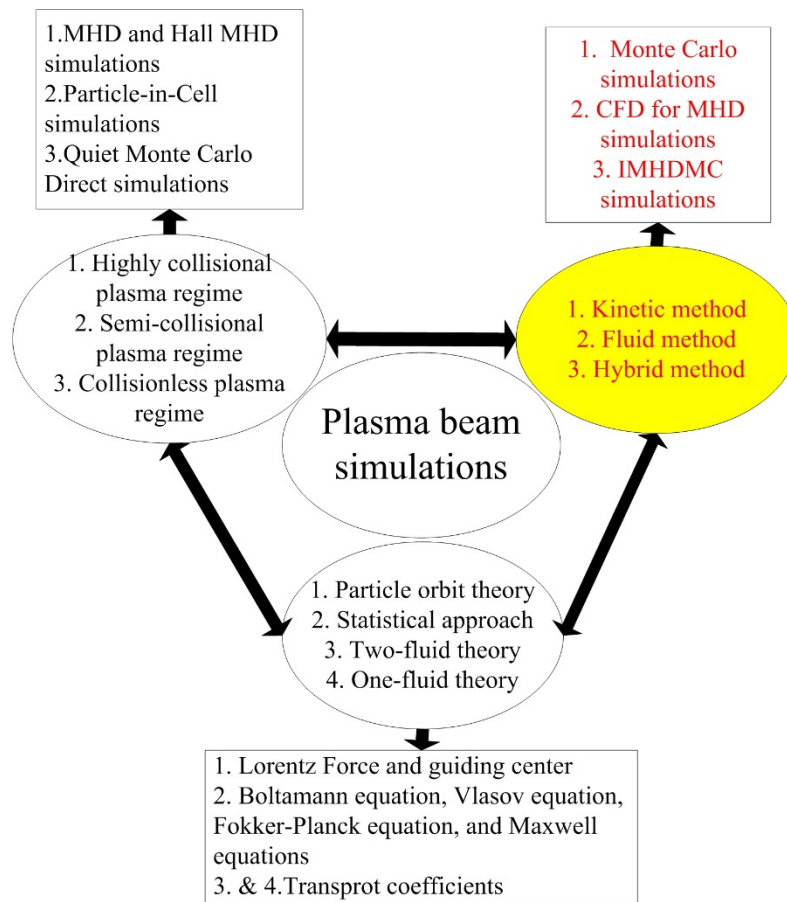 1.MHD and Hall MHD
simulations
2.Particle-in-Cell
simulations
3.Quiet Monte Carlo
Direct simulations
1. Monte Carlo
simulations
2. CFD for MHD
simulations
3. IMHDMC
simulations
1. Highly collisional
plasma regime
2. Semi-collisional
plasma regime
3. Collisionless plasma
regime
1. Kinetic method
2. Fluid method
3. Hybrid method
Plasma beam
simulations
1. Particle orbit theory
2. Statistical approach
3. Two-fluid theory
4. One-fluid theory
1. Lorentz Force and guiding center
2. Boltamann equation, Vlasov equation,
Fokker-Planck equation, and Maxwell
equations
3. & 4.Transprot coefficients